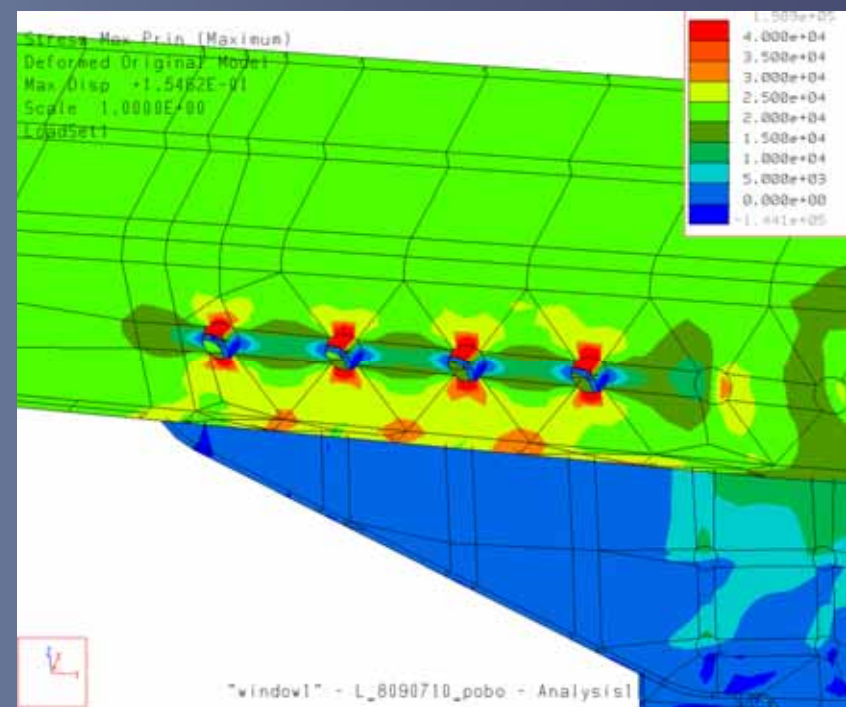 Stress Max Prin (Maximum)
Deformed Original Model
Max Disp +1.5462E-01
Scale 1.0000E+00
LoadSet1
1.509e+05
4.000e+04
3.500e+04
3.000e+04
2.500e+04
2.000e+04
1.500e+04
1.000e+04
5.000e+03
0.000e+00
-1.441e+05
"window1" - L_8090710_pobo - Analysis1